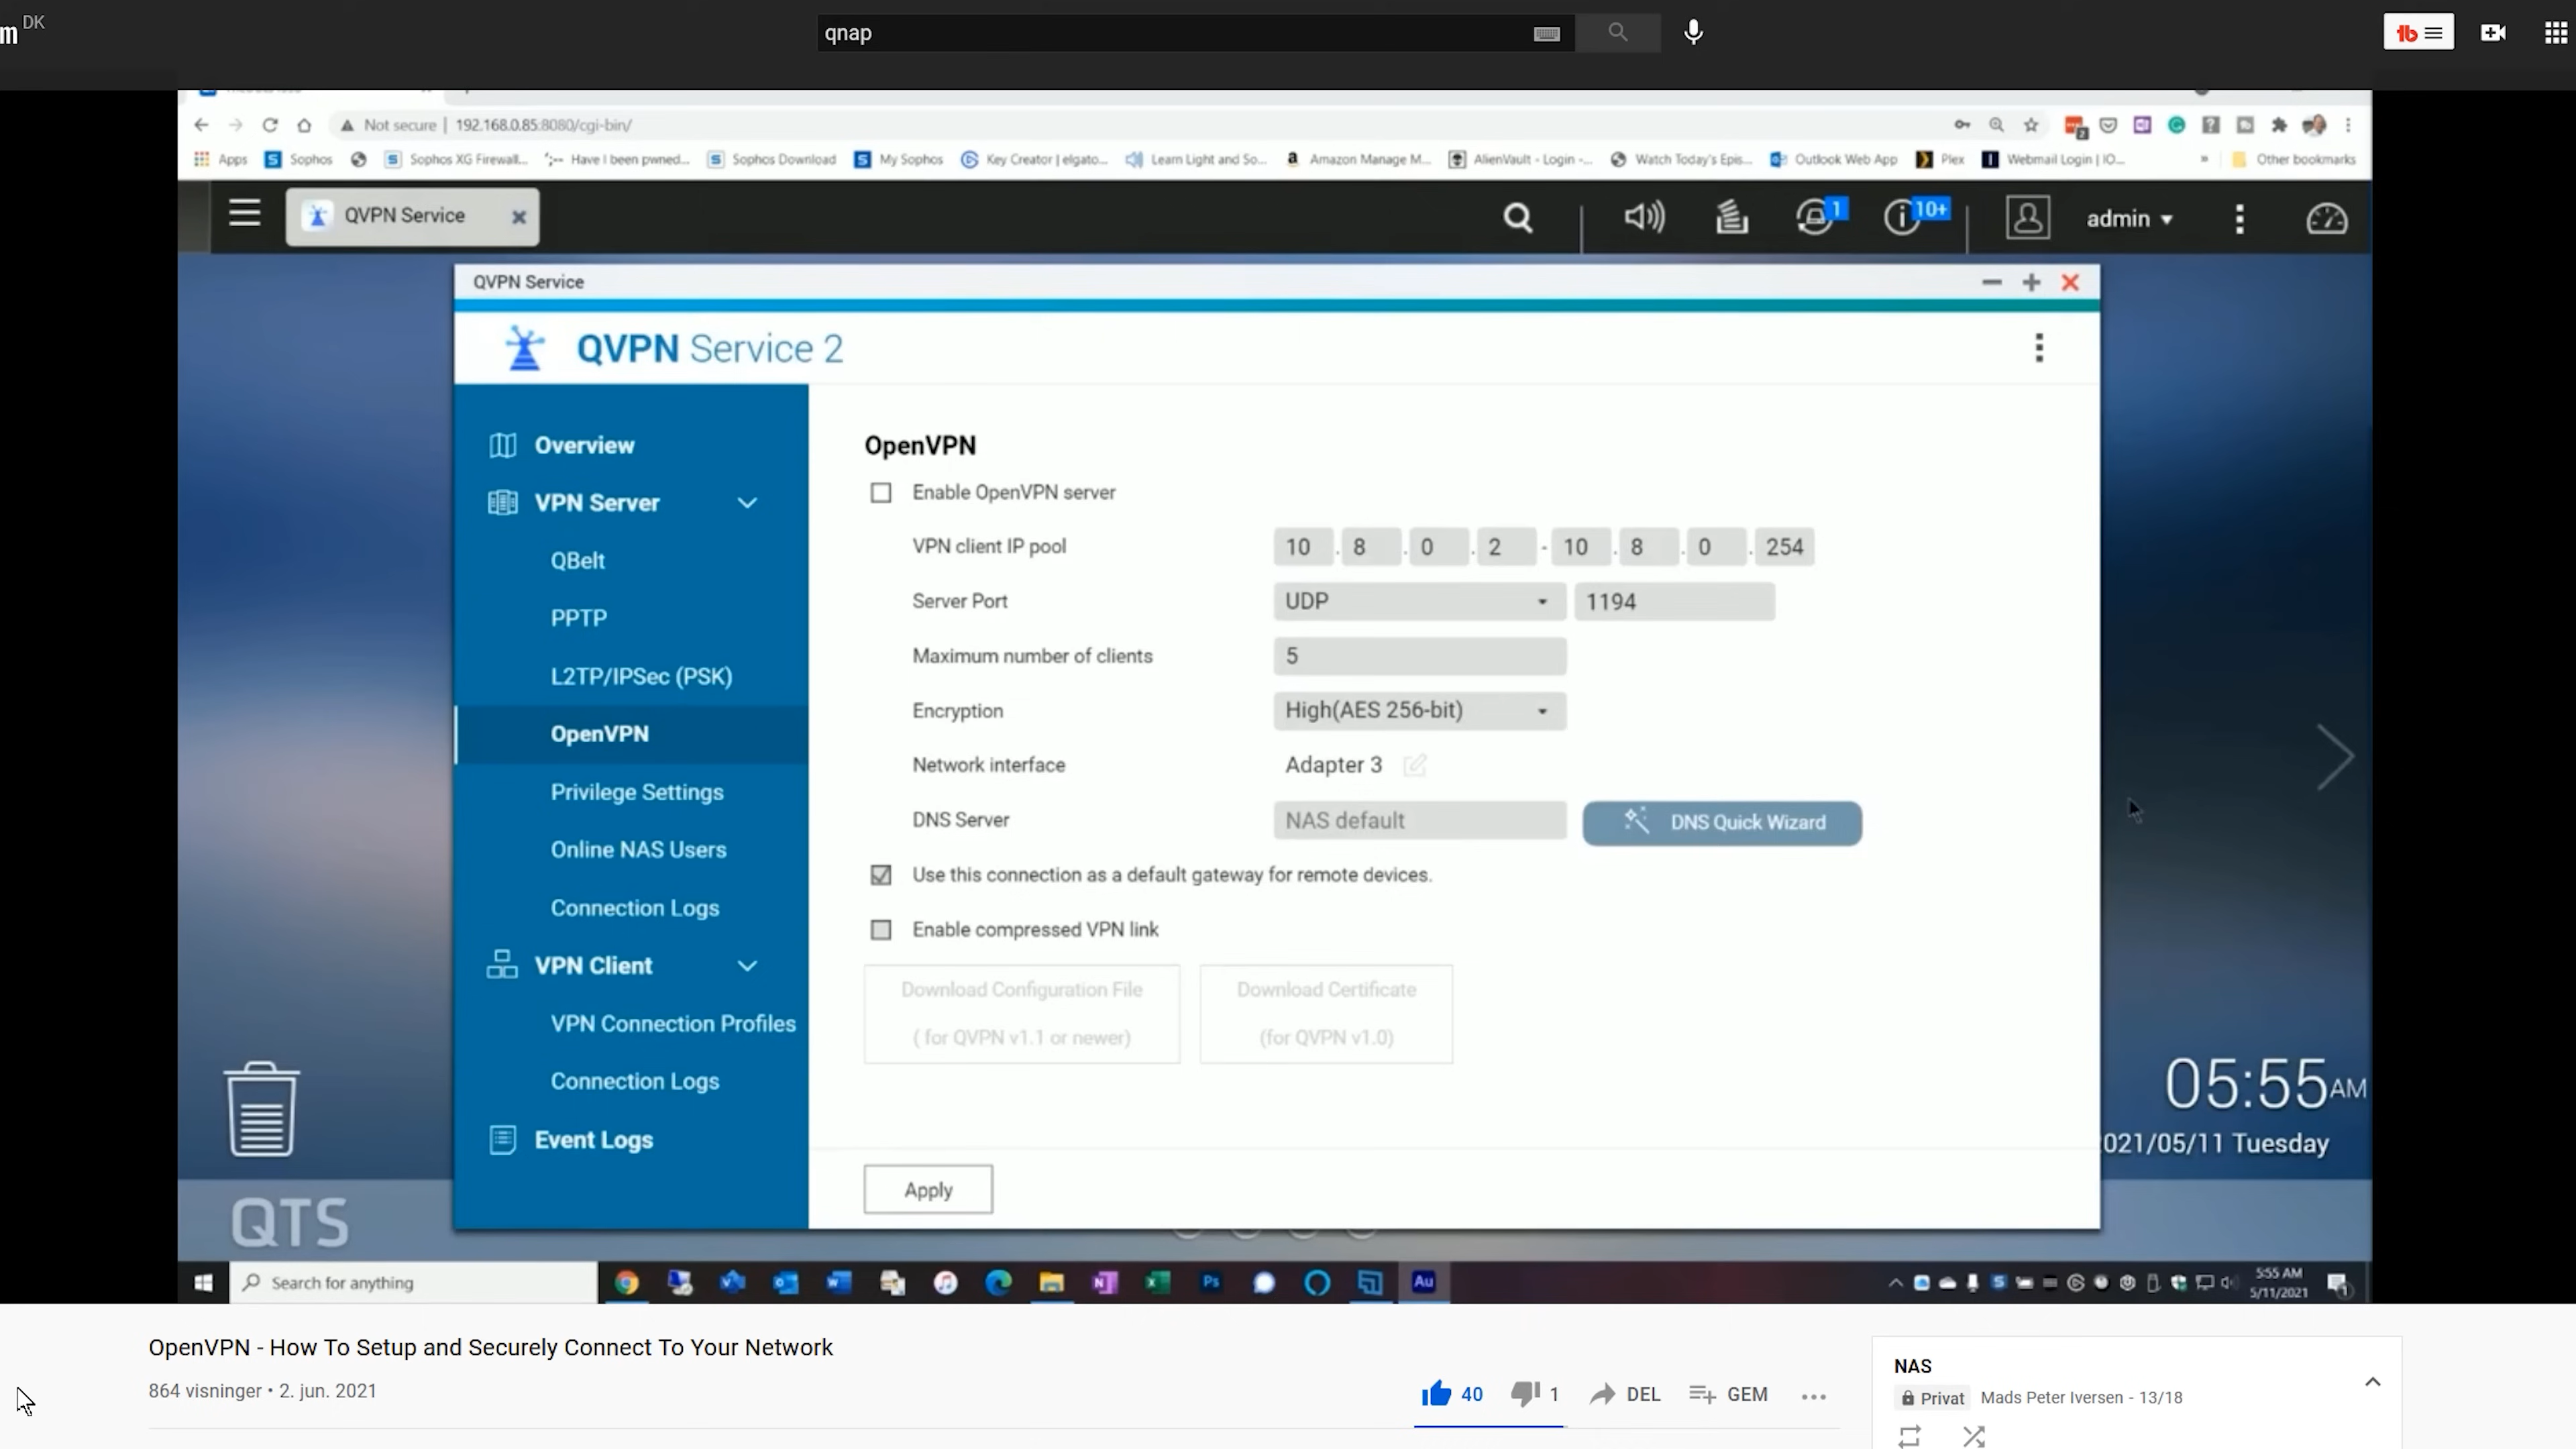 m DK
qnap
Not secure | 192.168.0.85:8080/cgi-bin/
Apps Sophos Sophos XG Firewall... Have I been pwned... Sophos Download My Sophos Key Creator | elgato... Learn Light and So... Amazon Manage M... AlienVault - Login -... Watch Today's Epis... Outlook Web App Plex Webmail Login | IO... » Other bookmarks
QVPN Service
1
10+
admin
QVPN Service
QVPN Service 2
Overview
VPN Server
QBelt
PPTP
L2TP/IPSec (PSK)
OpenVPN
Privilege Settings
Online NAS Users
Connection Logs
VPN Client
VPN Connection Profiles
Connection Logs
Event Logs
OpenVPN
Enable OpenVPN server
VPN client IP pool 10 . 8 . 0 . 2 - 10 . 8 . 0 . 254
Server Port UDP 1194
Maximum number of clients 5
Encryption High(AES 256-bit)
Network interface Adapter 3
DNS Server NAS default DNS Quick Wizard
Use this connection as a default gateway for remote devices.
Enable compressed VPN link
Download Configuration File
( for QVPN v1.1 or newer)
Download Certificate
(for QVPN v1.0)
Apply
05:55 AM
021/05/11 Tuesday
QTS
Search for anything
Ps
Au
5:55 AM
5/11/2021
OpenVPN - How To Setup and Securely Connect To Your Network
864 visninger • 2. jun. 2021
40 1 DEL GEM
NAS
Privat Mads Peter Iversen - 13/18